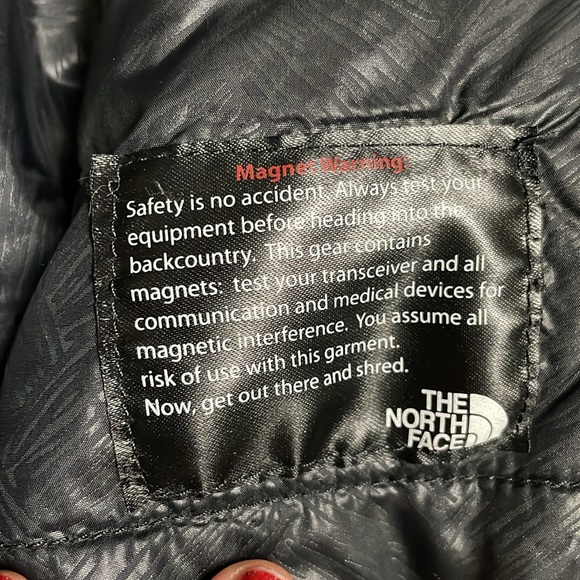 Magnet Warning:
Safety is no accident. Always test your
equipment before heading into the
backcountry. This gear contains
magnets: test your transceiver and all
communication and medical devices for
magnetic interference. You assume all
risk of use with this garment.
Now, get out there and shred.
THE
NORTH
FACE